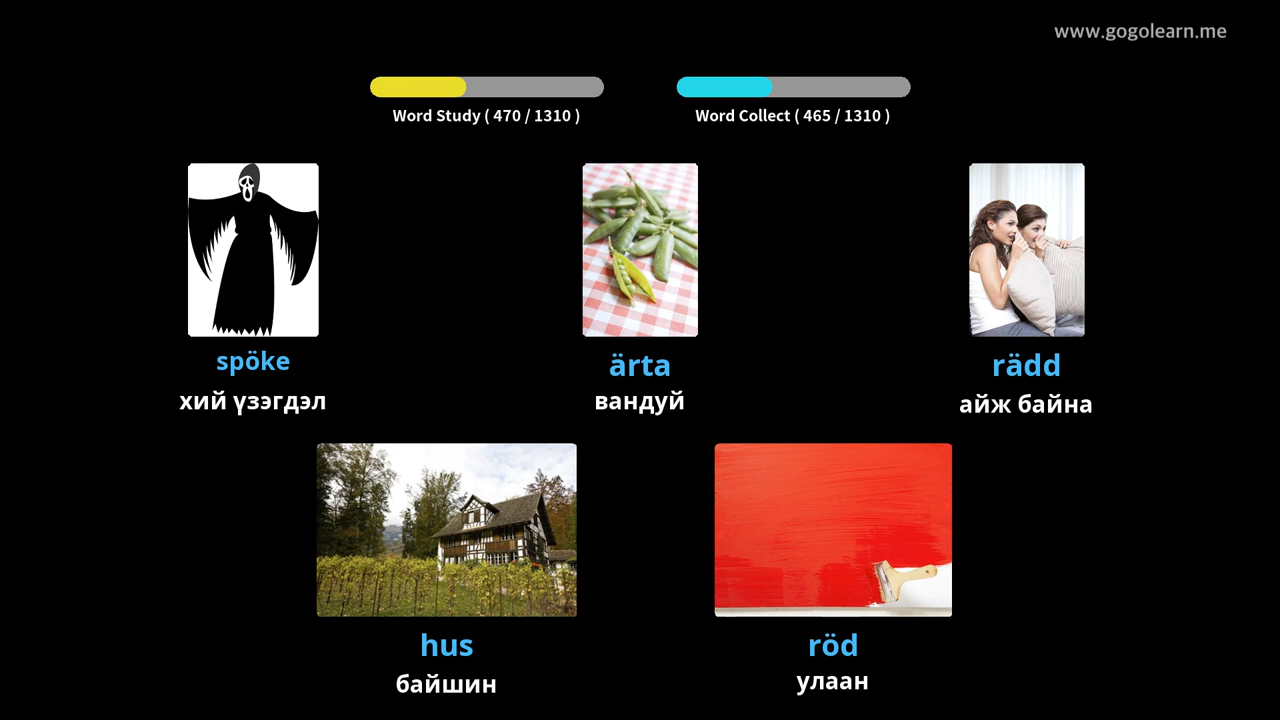 www.gogolearn.me
Word Study ( 470 / 1310 )
Word Collect ( 465 / 1310 )
spöke
хий үзэгдэл
ärta
вандуй
rädd
айж байна
hus
байшин
röd
улаан